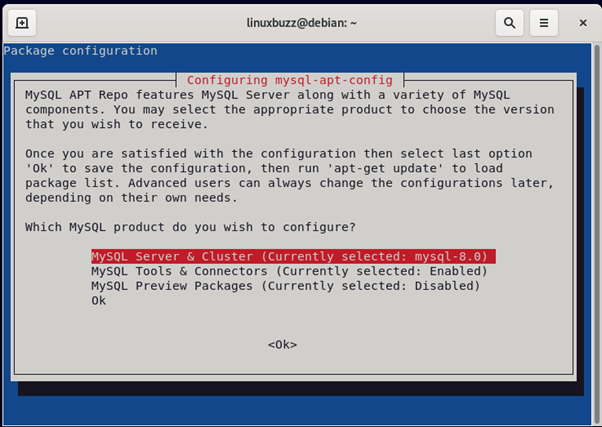 linuxbuzz@debian: ~
Package configuration
Configuring mysql-apt-config
MySQL APT Repo features MySQL Server along with a variety of MySQL
components. You may select the appropriate product to choose the version
that you wish to receive.
Once you are satisfied with the configuration then select last option
'Ok' to save the configuration, then run 'apt-get update' to load
package list. Advanced users can always change the configurations later,
depending on their own needs.
Which MySQL product do you wish to configure?
MySQL Server & Cluster (Currently selected: mysql-8.0)
MySQL Tools & Connectors (Currently selected: Enabled)
MySQL Preview Packages (Currently selected: Disabled)
Ok
<Ok>